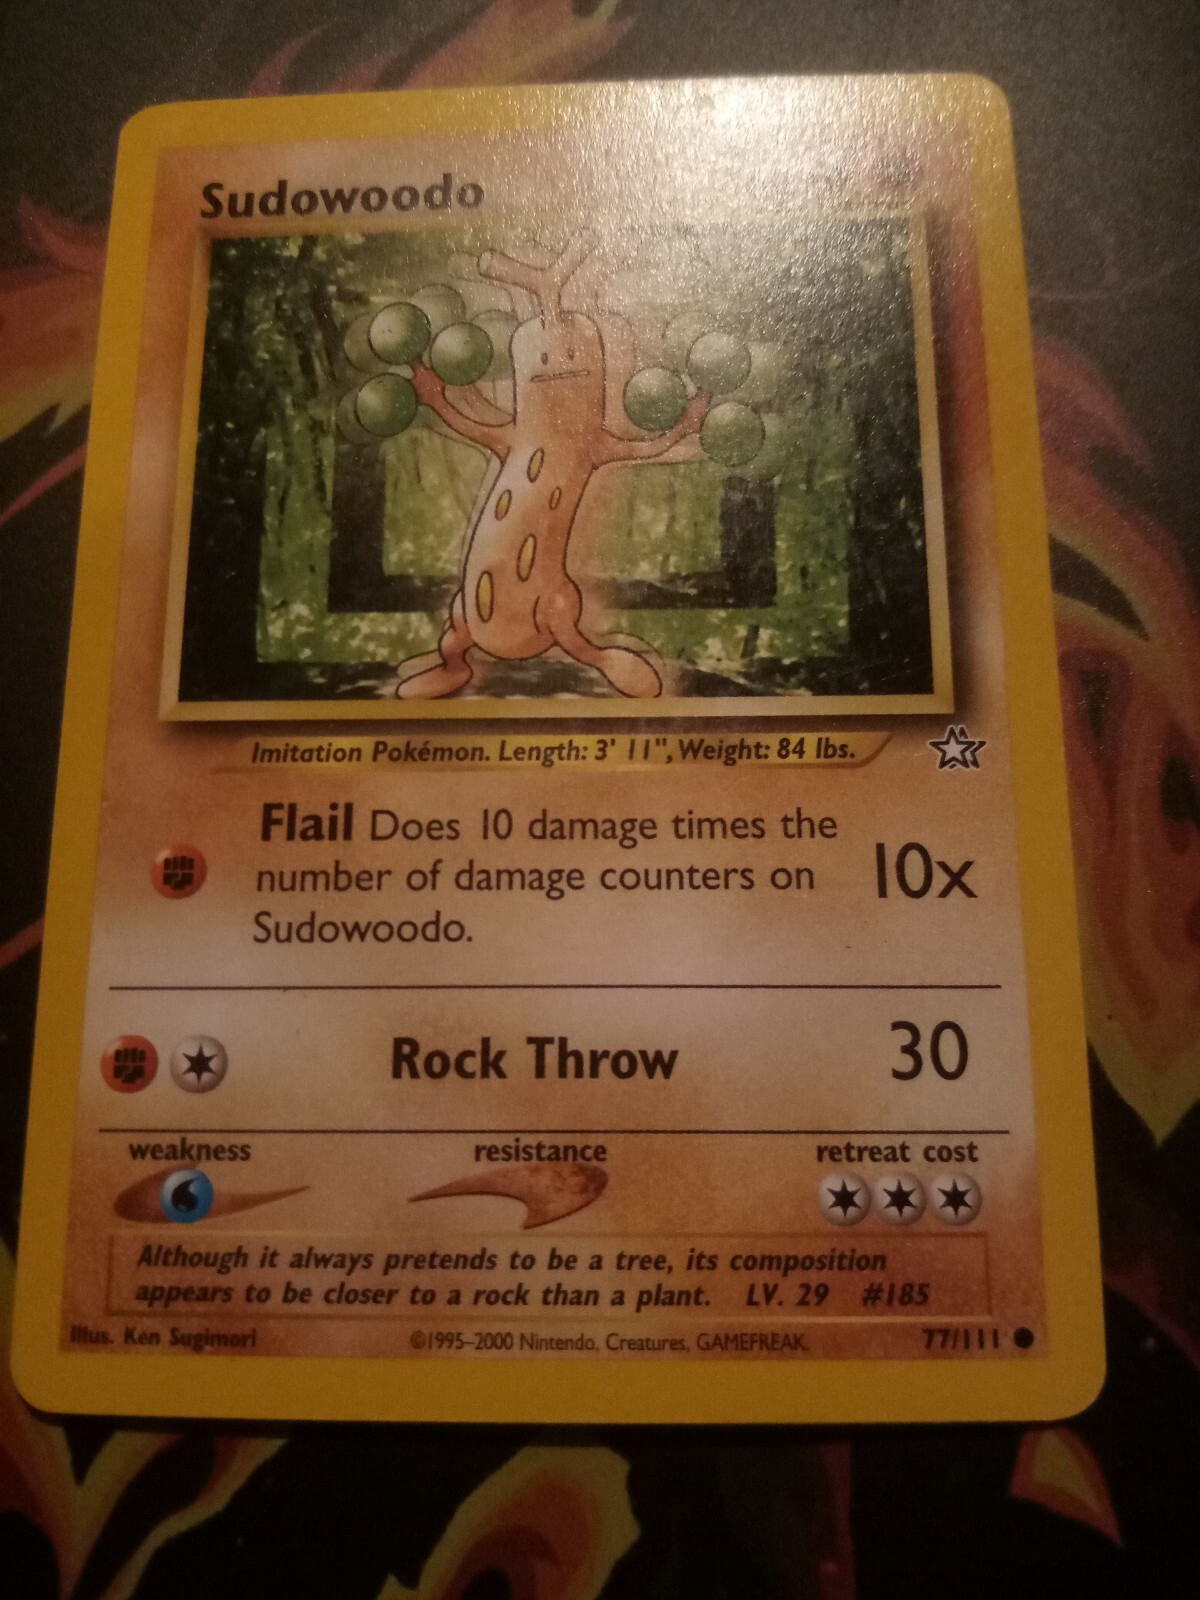 Sudowoodo
Imitation Pokémon. Length: 3' 11", Weight: 84 lbs.
Flail Does 10 damage times the
number of damage counters on
Sudowoodo.
10x
Rock Throw 30
weakness resistance retreat cost
Although it always pretends to be a tree, its composition
appears to be closer to a rock than a plant. LV. 29 #185
Illus. Ken Sugimori ©1995–2000 Nintendo, Creatures, GAMEFREAK. 77/111